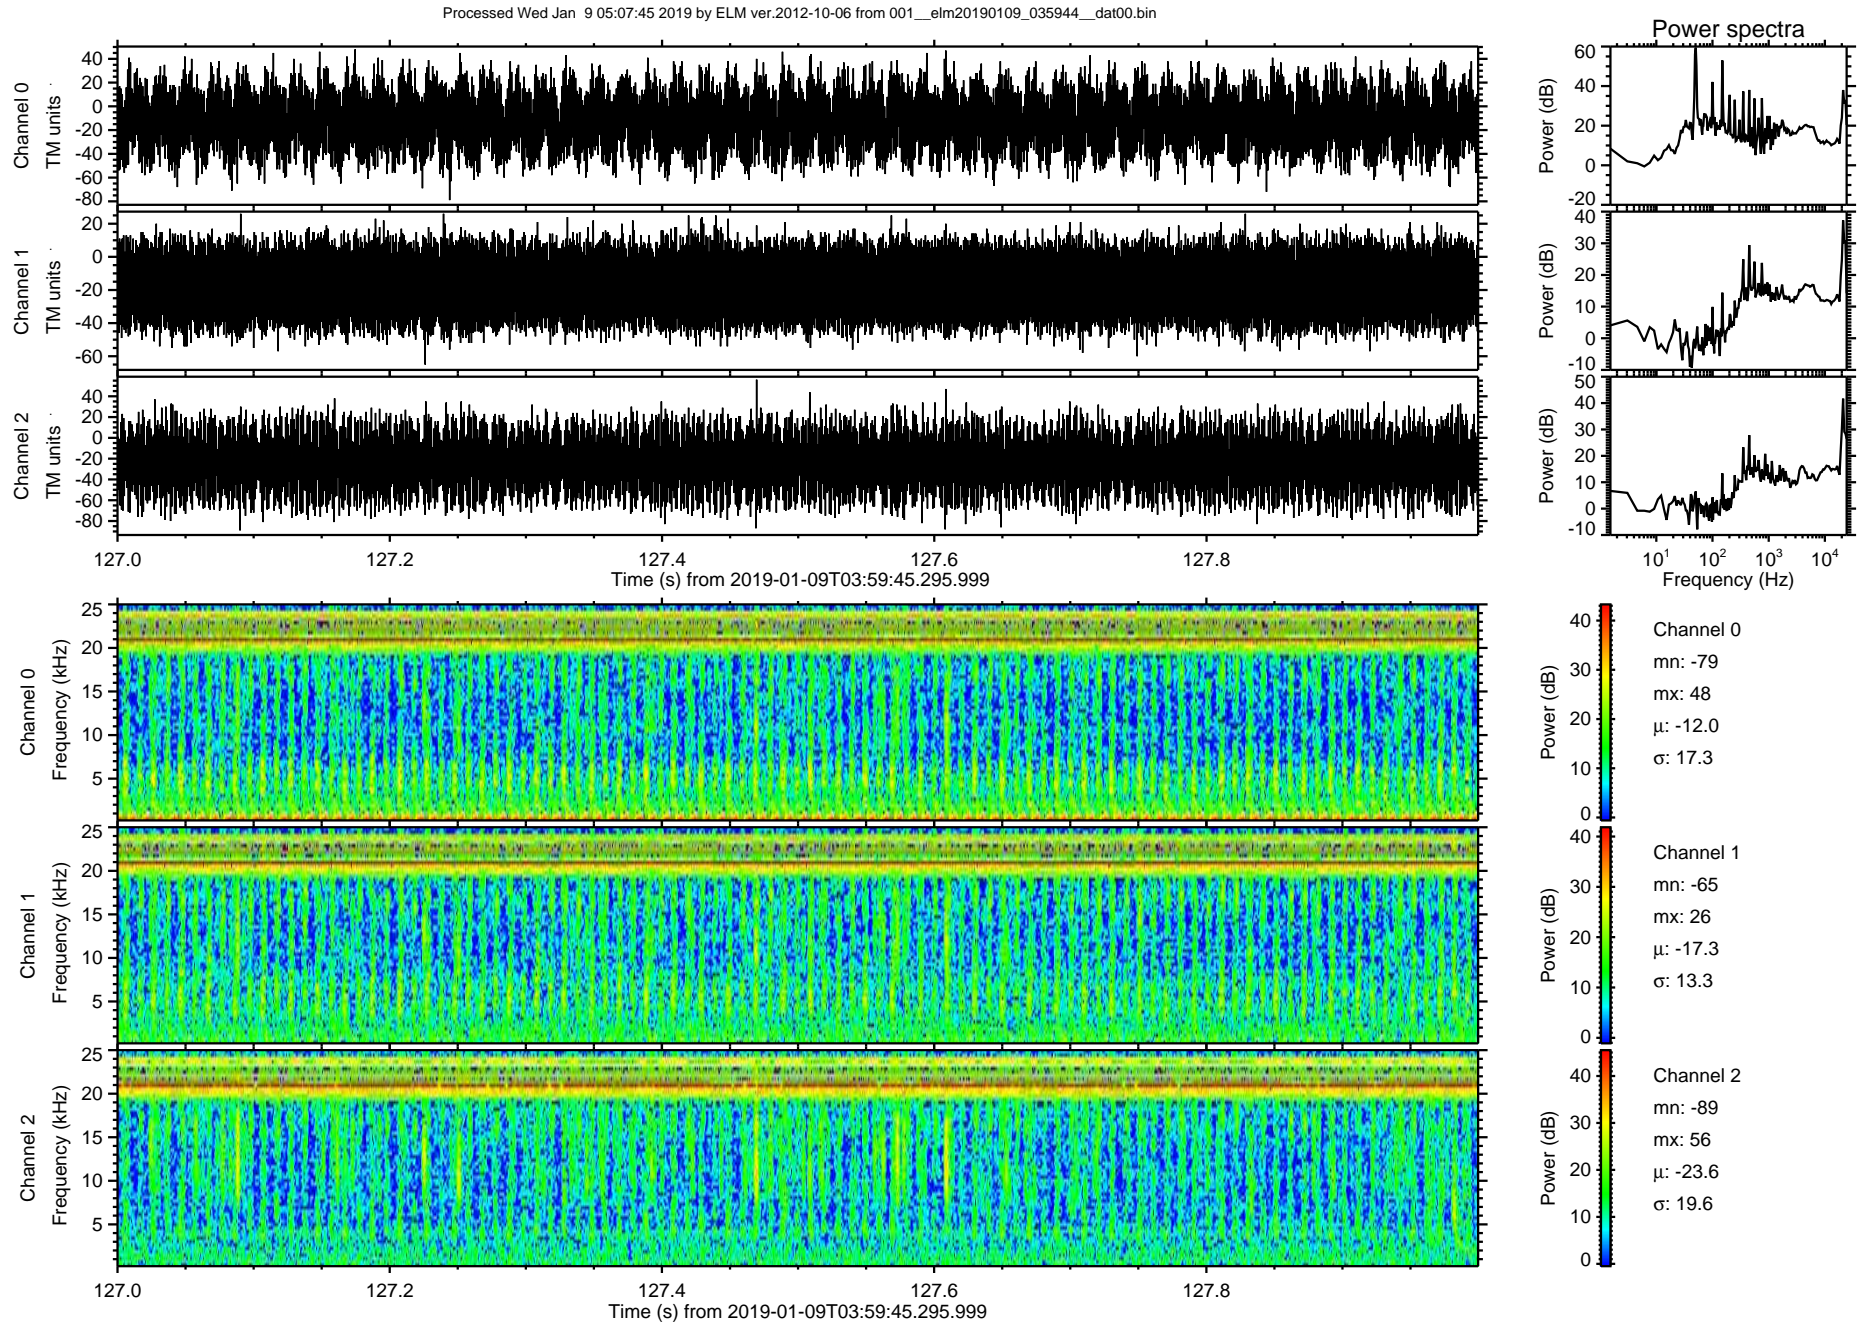 Processed Wed Jan  9 05:07:45 2019 by ELM ver.2012-10-06 from 001__elm20190109_035944__dat00.bin
Power spectra
Channel 0
TM units
40
20
0
-20
-40
-60
-80
Power (dB)
60
40
20
0
-20
Channel 1
TM units
20
0
-20
-40
-60
Power (dB)
40
30
20
10
0
-10
Channel 2
TM units
40
20
0
-20
-40
-60
-80
Power (dB)
50
40
30
20
10
0
-10
127.0 127.2 127.4 127.6 127.8
Time (s) from 2019-01-09T03:59:45.295.999
10¹ 10² 10³ 10⁴
Frequency (Hz)
Channel 0
Frequency (kHz)
25
20
15
10
5
Power (dB)
40
30
20
10
0
Channel 0
mn: -79
mx: 48
µ: -12.0
σ: 17.3
Channel 1
Frequency (kHz)
25
20
15
10
5
Power (dB)
40
30
20
10
0
Channel 1
mn: -65
mx: 26
µ: -17.3
σ: 13.3
Channel 2
Frequency (kHz)
25
20
15
10
5
Power (dB)
40
30
20
10
0
Channel 2
mn: -89
mx: 56
µ: -23.6
σ: 19.6
127.0 127.2 127.4 127.6 127.8
Time (s) from 2019-01-09T03:59:45.295.999